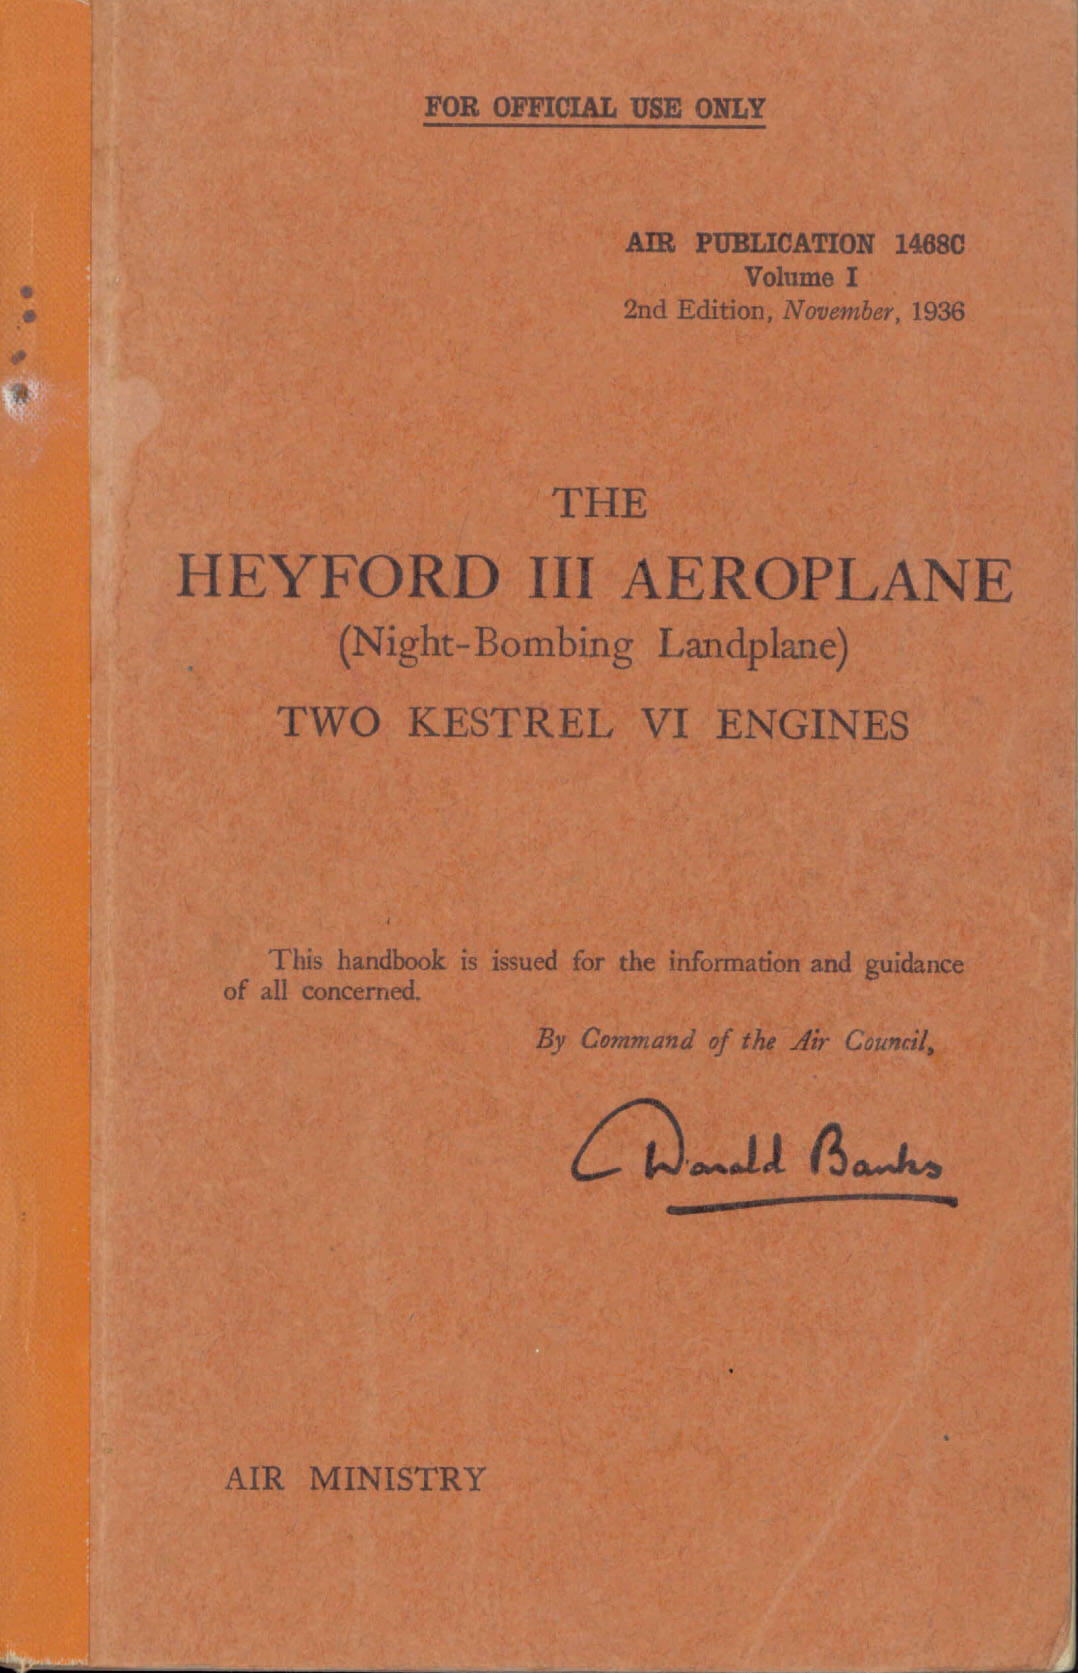 FOR OFFICIAL USE ONLY
AIR PUBLICATION 1468C
Volume I
2nd Edition, November, 1936
THE
HEYFORD III AEROPLANE
(Night-Bombing Landplane)
TWO KESTREL VI ENGINES
This handbook is issued for the information and guidance
of all concerned.
By Command of the Air Council,
Donald Banks
AIR MINISTRY